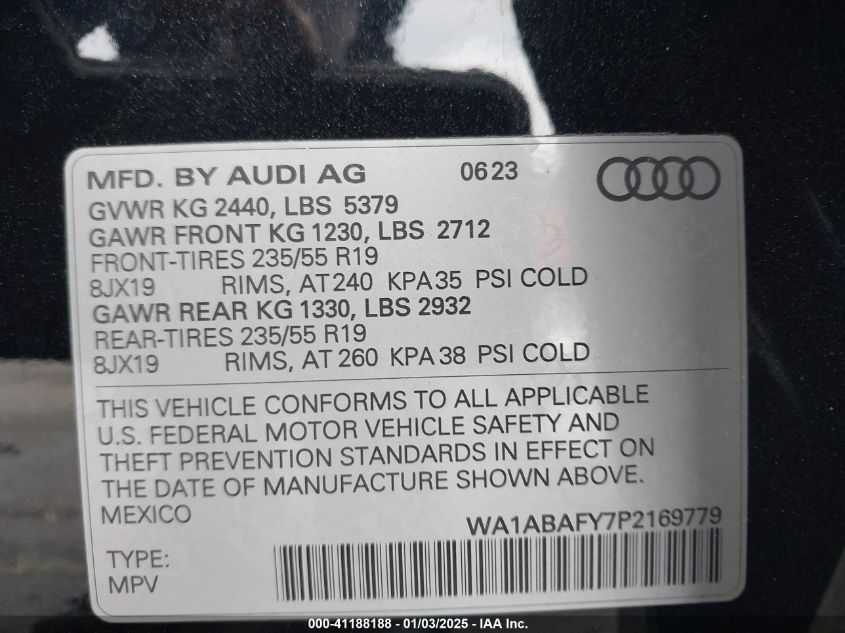 MFD. BY AUDI AG 0623
GVWR KG 2440, LBS 5379
GAWR FRONT KG 1230, LBS 2712
FRONT-TIRES 235/55 R19
8JX19 RIMS, AT 240 KPA 35 PSI COLD
GAWR REAR KG 1330, LBS 2932
REAR-TIRES 235/55 R19
8JX19 RIMS, AT 260 KPA 38 PSI COLD
THIS VEHICLE CONFORMS TO ALL APPLICABLE
U.S. FEDERAL MOTOR VEHICLE SAFETY AND
THEFT PREVENTION STANDARDS IN EFFECT ON
THE DATE OF MANUFACTURE SHOWN ABOVE.
MEXICO
WA1ABAFY7P2169779
TYPE:
MPV
000-41188188 - 01/03/2025 - IAA Inc.